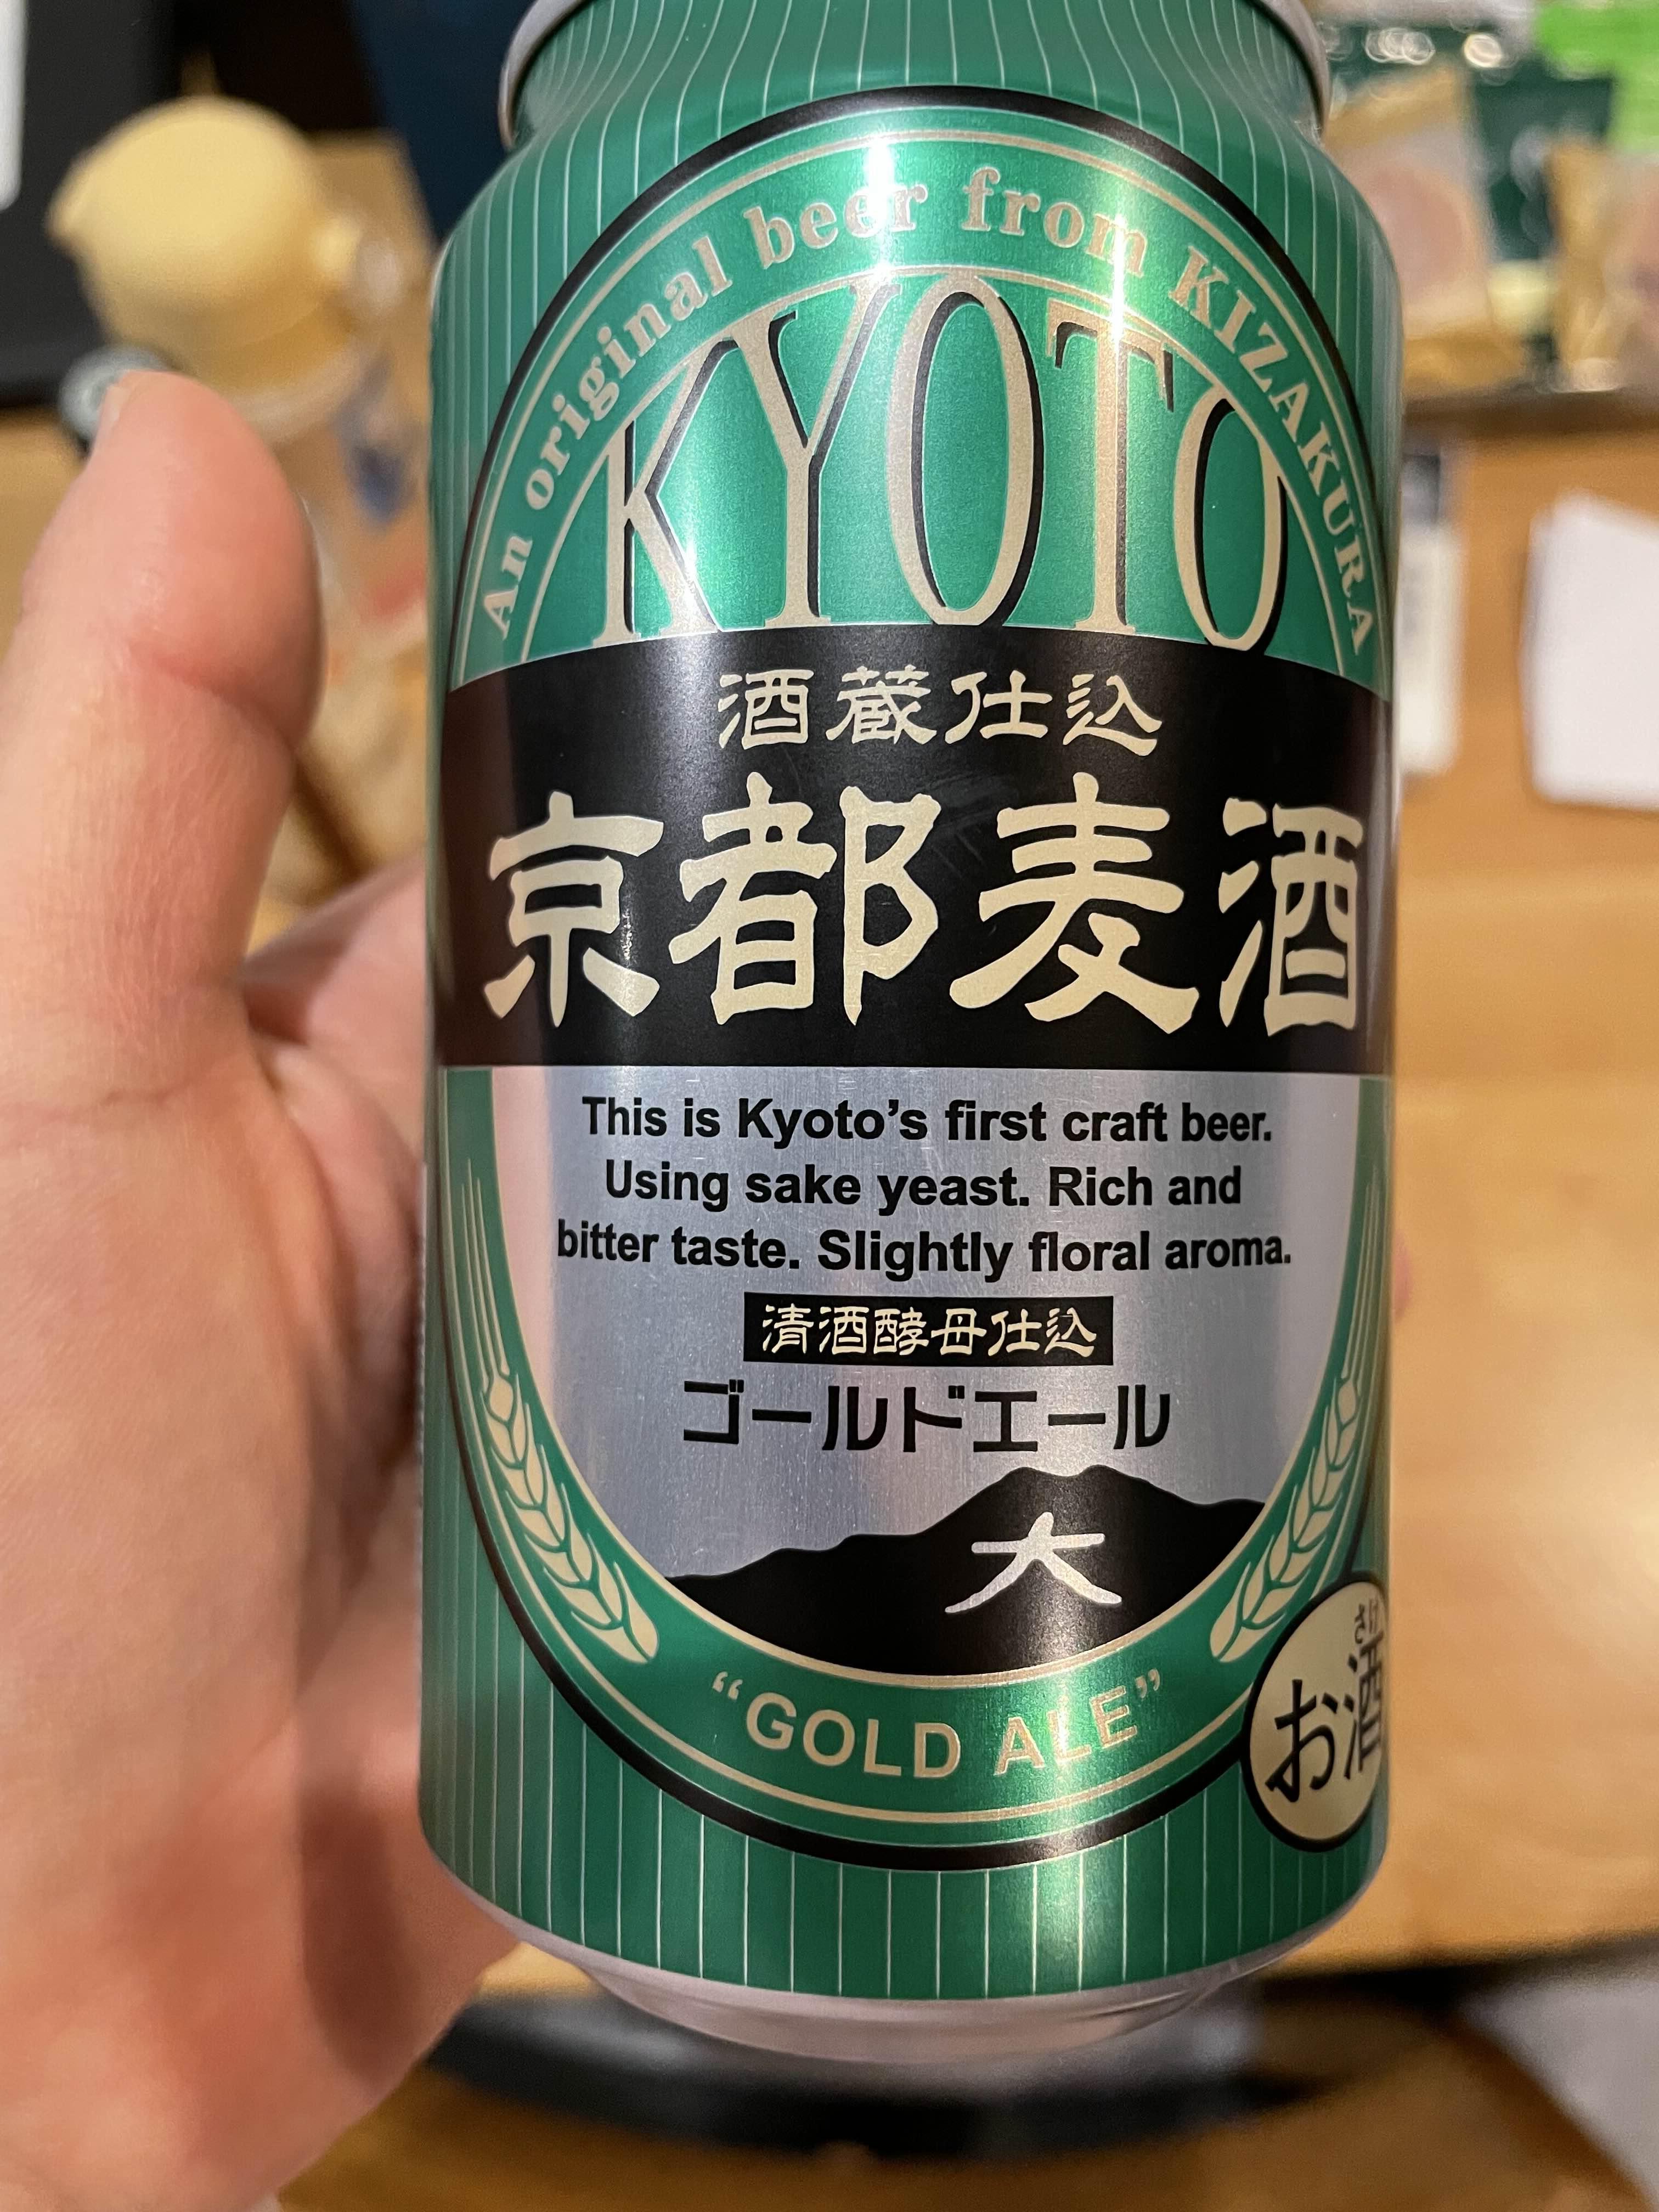 An original beer from KIZAKURA
KYOTO
酒蔵仕込
京都麦酒
This is Kyoto's first craft beer.
Using sake yeast. Rich and
bitter taste. Slightly floral aroma.
清酒酵母仕込
ゴールドエール
大
"GOLD ALE"
さけ
お酒